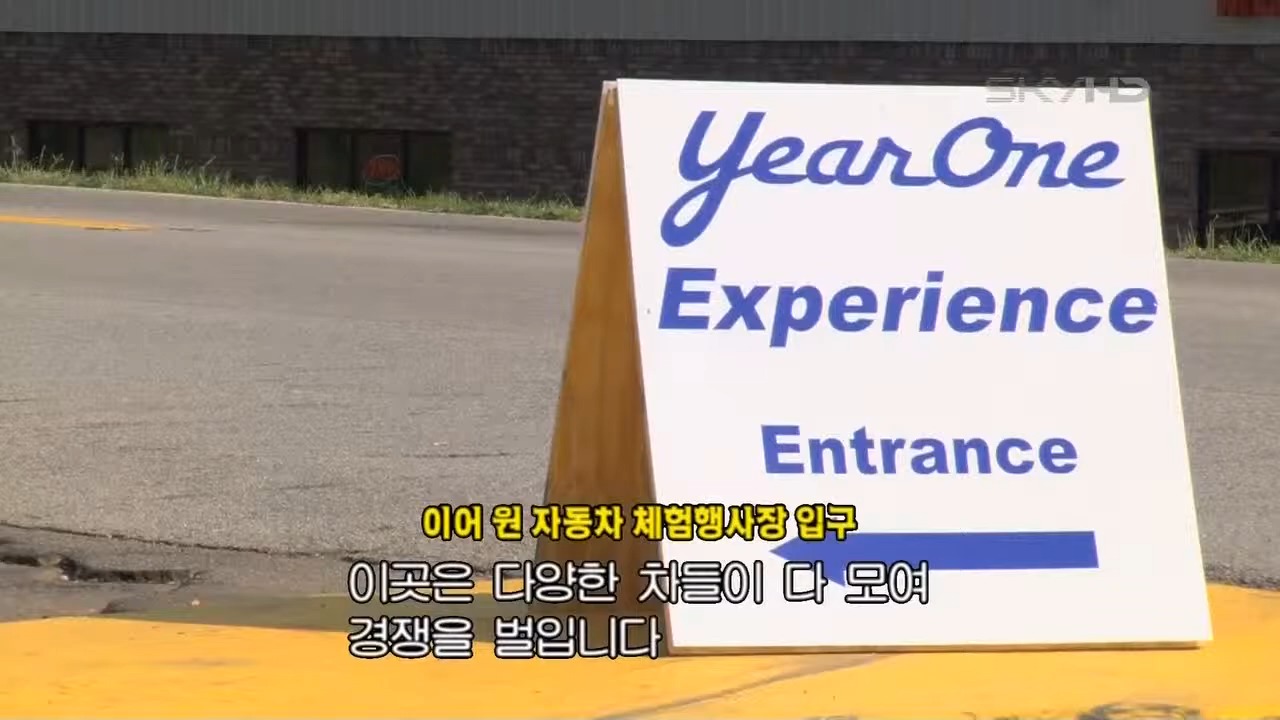 SKYHD
YearOne
Experience
Entrance
이어 원 자동차 체험행사장 입구
이곳은 다양한 차들이 다 모여
경쟁을 벌입니다